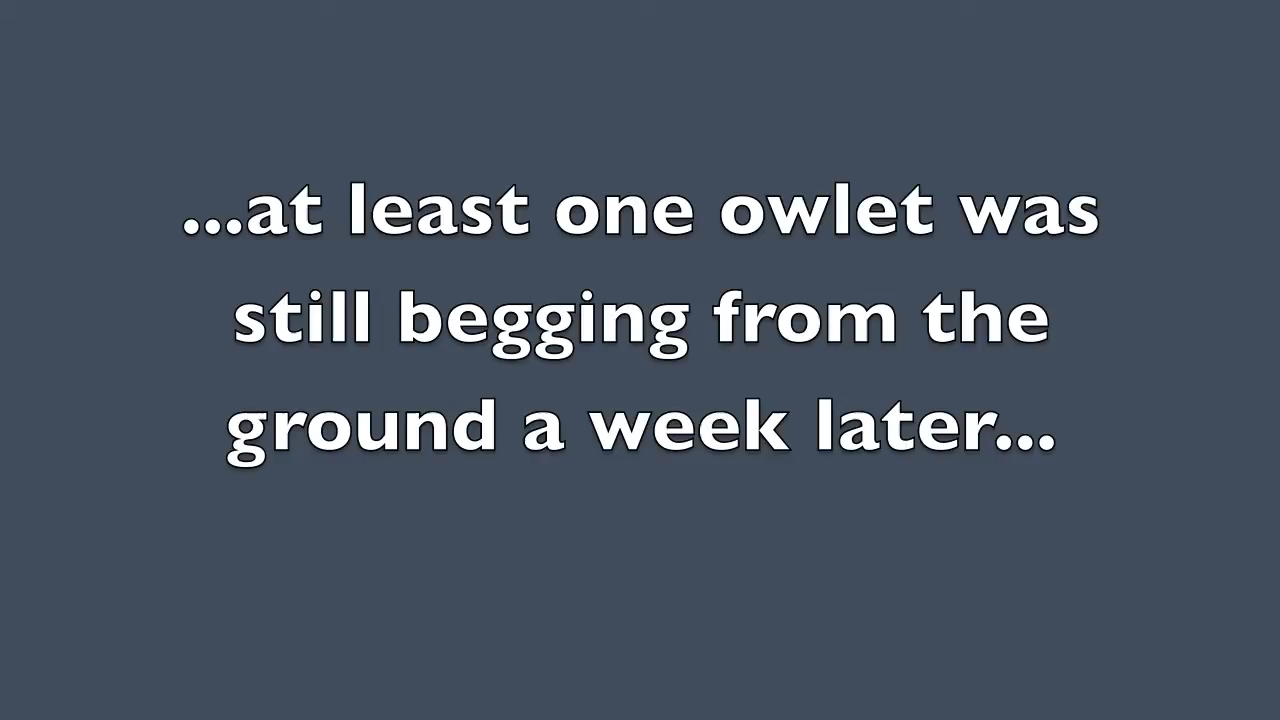 ...at least one owlet was
still begging from the
ground a week later...